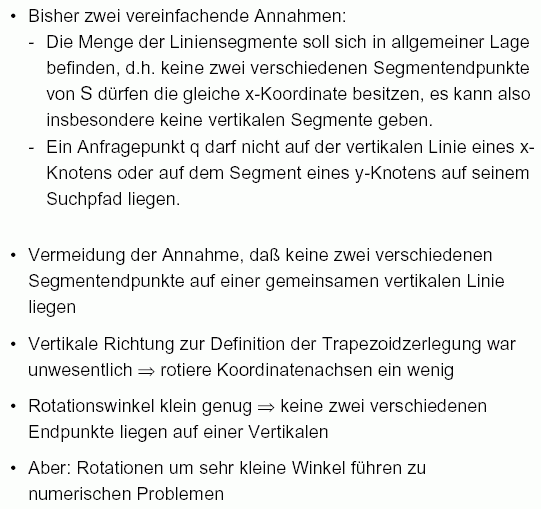 • Bisher zwei vereinfachende Annahmen:
- Die Menge der Liniensegmente soll sich in allgemeiner Lage
befinden, d.h. keine zwei verschiedenen Segmentendpunkte
von S dürfen die gleiche x-Koordinate besitzen, es kann also
insbesondere keine vertikalen Segmente geben.
- Ein Anfragepunkt q darf nicht auf der vertikalen Linie eines x-
Knotens oder auf dem Segment eines y-Knotens auf seinem
Suchpfad liegen.
• Vermeidung der Annahme, daß keine zwei verschiedenen
Segmentendpunkte auf einer gemeinsamen vertikalen Linie
liegen
• Vertikale Richtung zur Definition der Trapezoidzerlegung war
unwesentlich ⇒ rotiere Koordinatenachsen ein wenig
• Rotationswinkel klein genug ⇒ keine zwei verschiedenen
Endpunkte liegen auf einer Vertikalen
• Aber: Rotationen um sehr kleine Winkel führen zu
numerischen Problemen